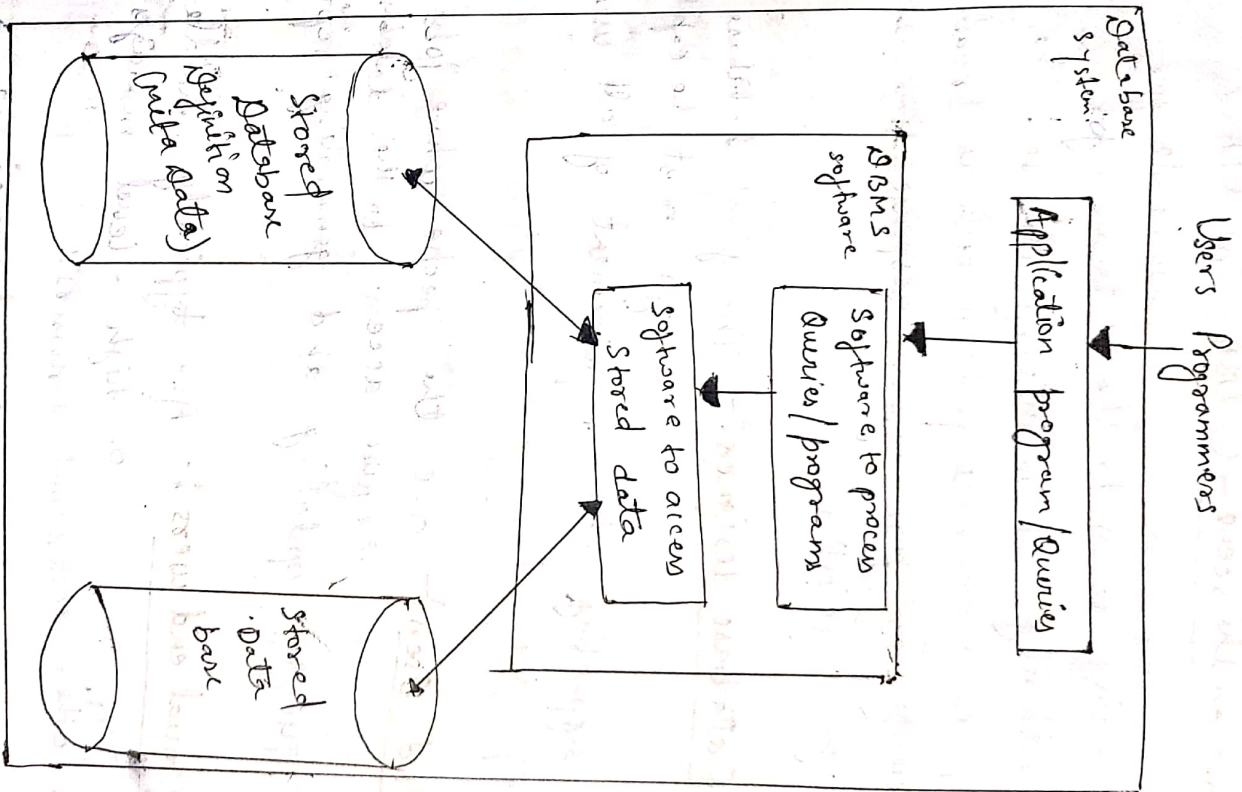 Users Programmers
Database
system
Application program/Queries
DBMS
software
Software to process
Queries/programs
Software to access
Stored data
Stored
Database
Definition
(meta Data)
Stored
Data
base